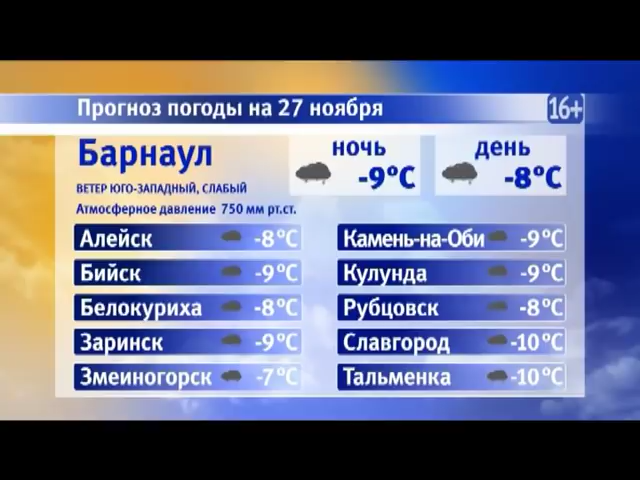 Прогноз погоды на 27 ноября 16+
Барнаул
ВЕТЕР ЮГО-ЗАПАДНЫЙ, СЛАБЫЙ
Атмосферное давление 750 мм рт.ст.
ночь
-9°C
день
-8°C
Алейск -8°C
Бийск -9°C
Белокуриха -8°C
Заринск -9°C
Змеиногорск -7°C
Камень-на-Оби -9°C
Кулунда -9°C
Рубцовск -8°C
Славгород -10°C
Тальменка -10°C